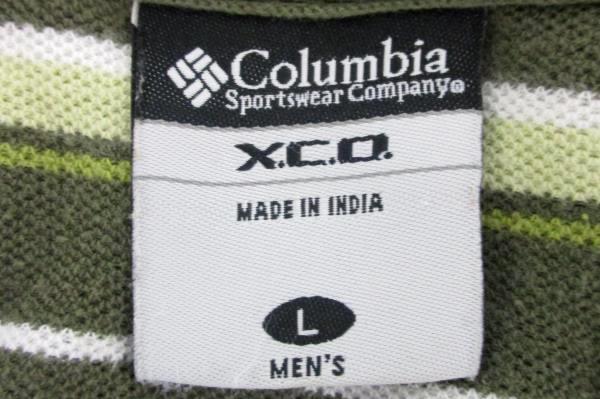 Columbia
Sportswear Company®
X.C.O.
MADE IN INDIA
L
MEN'S